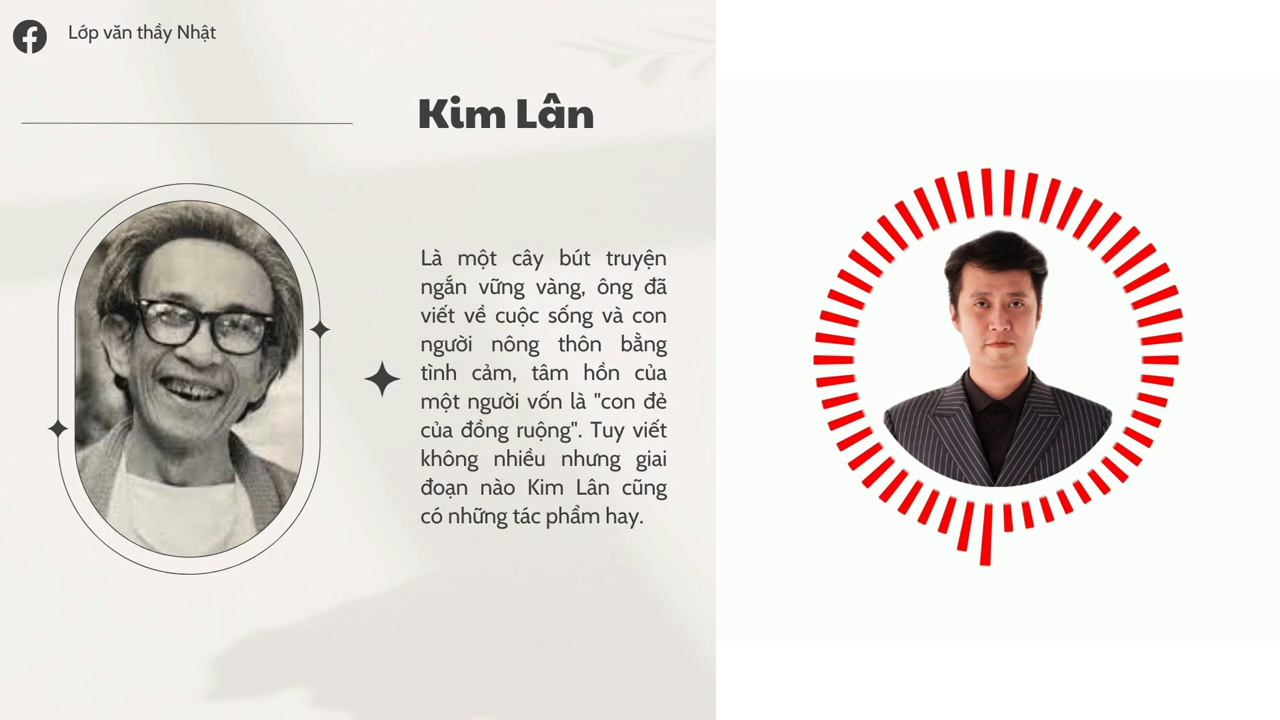 Lớp văn thầy Nhật
Kim Lân
Là một cây bút truyện
ngắn vững vàng, ông đã
viết về cuộc sống và con
người nông thôn bằng
tình cảm, tâm hồn của
một người vốn là "con đẻ
của đồng ruộng". Tuy viết
không nhiều nhưng giai
đoạn nào Kim Lân cũng
có những tác phẩm hay.